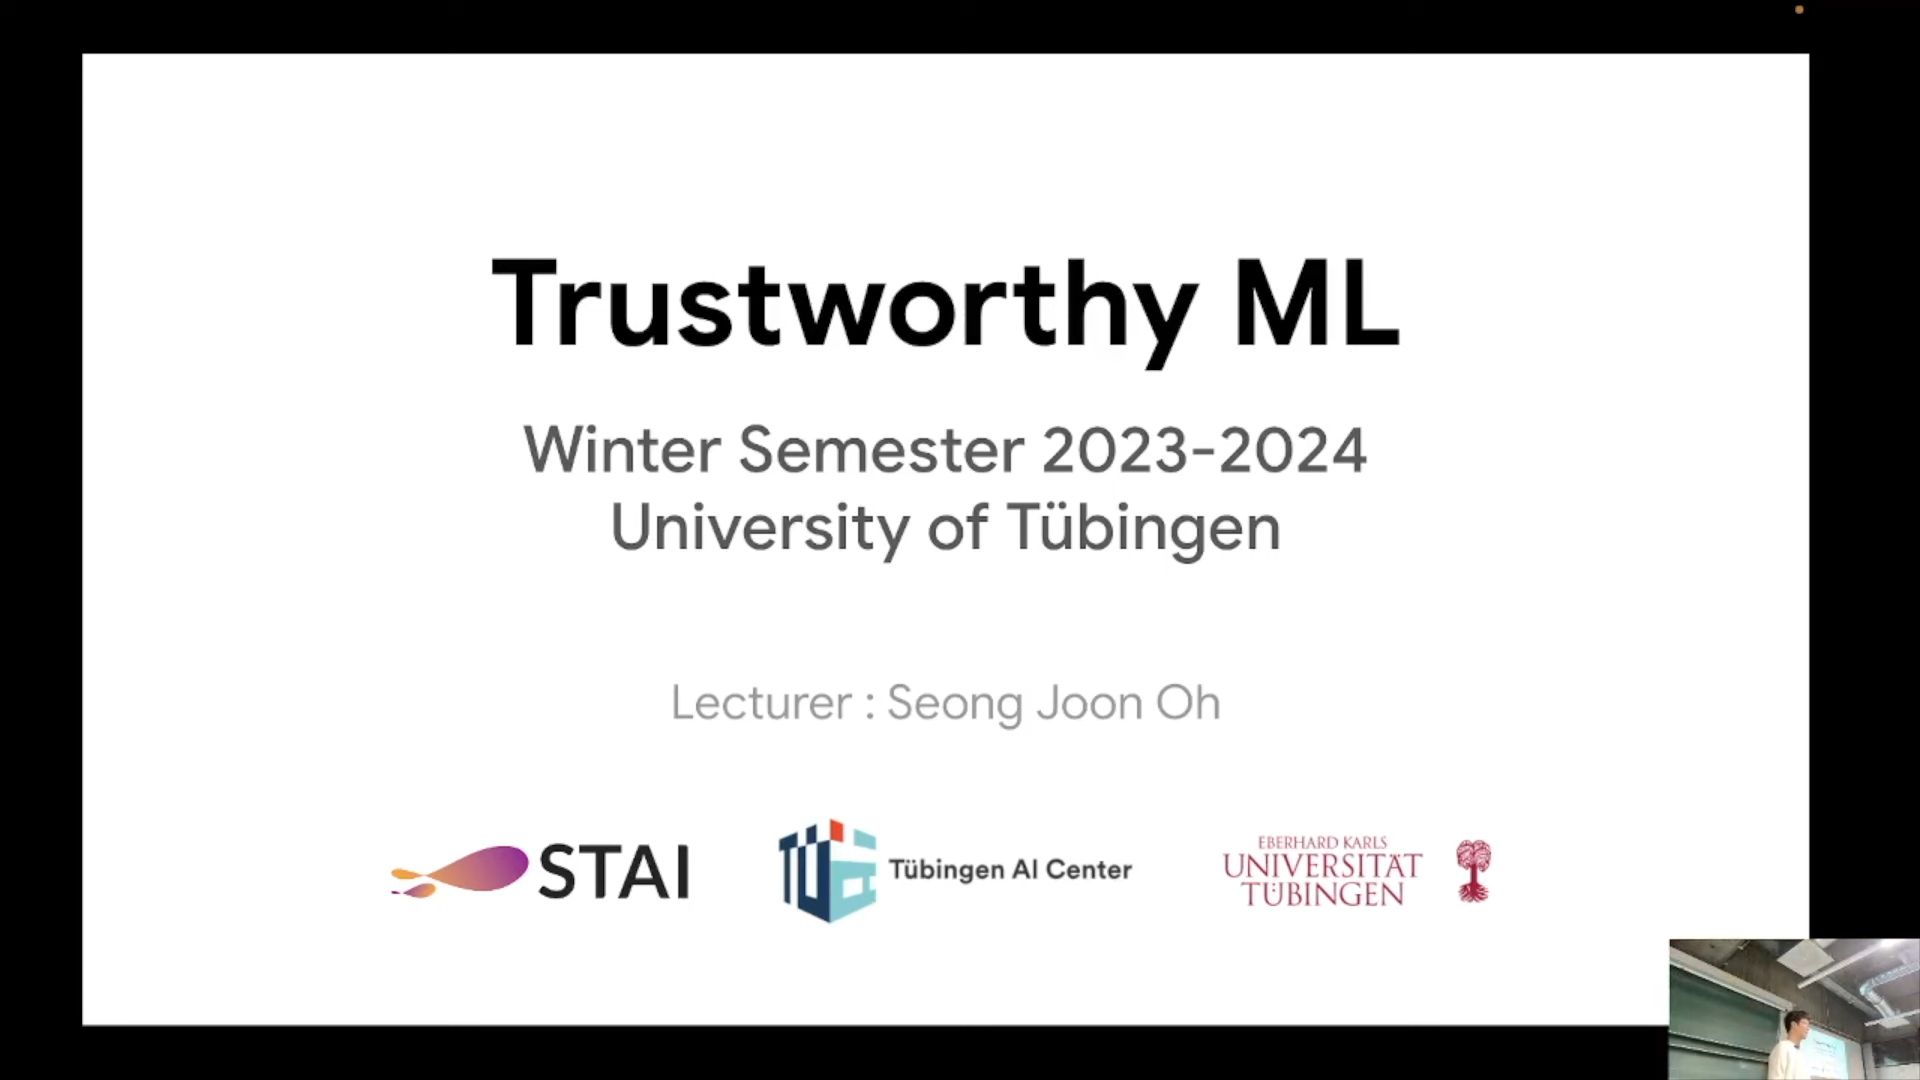 Trustworthy ML
Winter Semester 2023-2024
University of Tübingen
Lecturer : Seong Joon Oh
STAI
Tübingen AI Center
EBERHARD KARLS
UNIVERSITÄT
TÜBINGEN